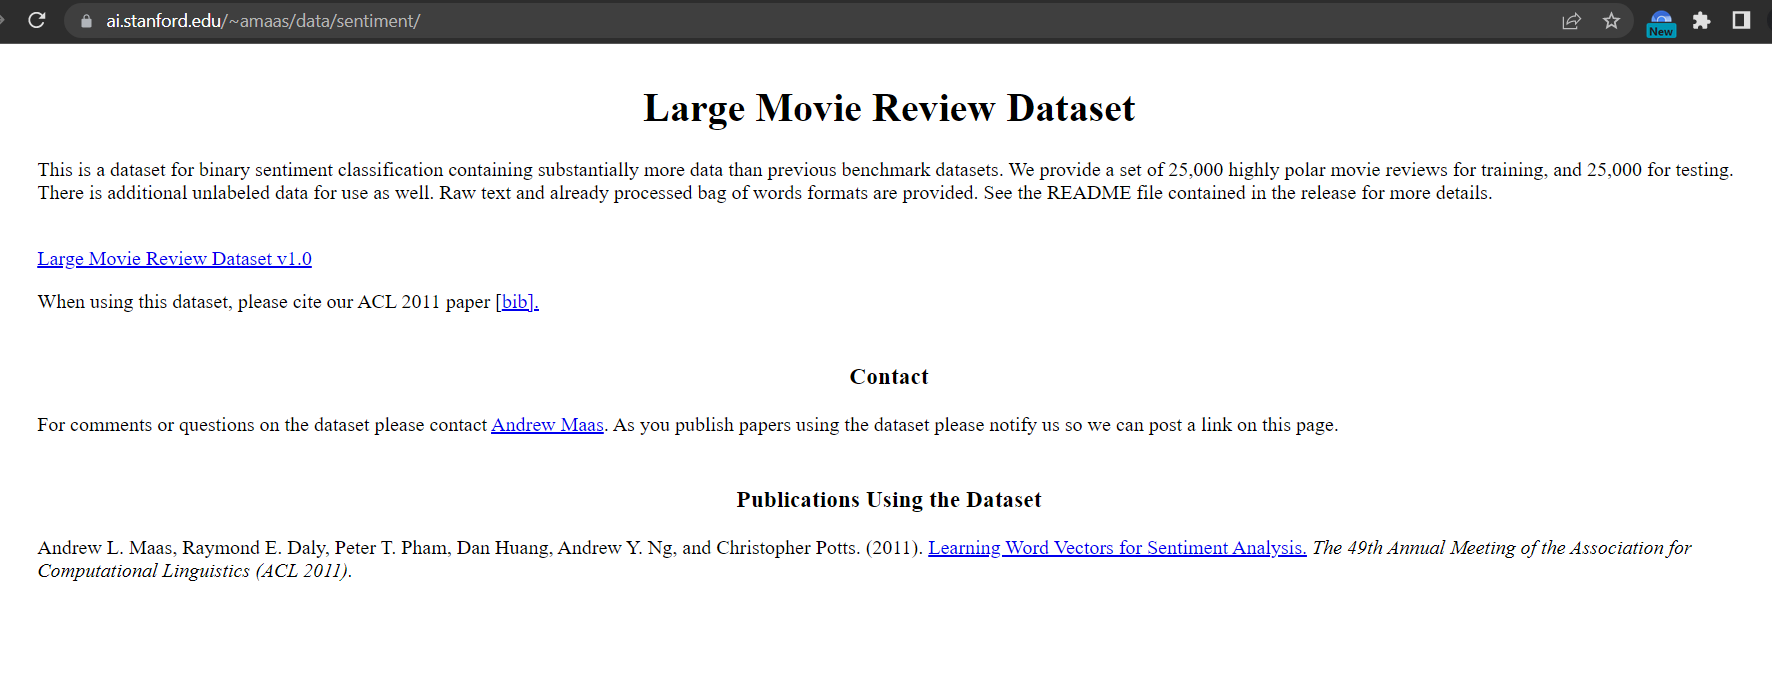 ai.stanford.edu/~amaas/data/sentiment/
New
Large Movie Review Dataset
This is a dataset for binary sentiment classification containing substantially more data than previous benchmark datasets. We provide a set of 25,000 highly polar movie reviews for training, and 25,000 for testing.
There is additional unlabeled data for use as well. Raw text and already processed bag of words formats are provided. See the README file contained in the release for more details.
Large Movie Review Dataset v1.0
When using this dataset, please cite our ACL 2011 paper [bib].
Contact
For comments or questions on the dataset please contact Andrew Maas. As you publish papers using the dataset please notify us so we can post a link on this page.
Publications Using the Dataset
Andrew L. Maas, Raymond E. Daly, Peter T. Pham, Dan Huang, Andrew Y. Ng, and Christopher Potts. (2011). Learning Word Vectors for Sentiment Analysis. The 49th Annual Meeting of the Association for
Computational Linguistics (ACL 2011).